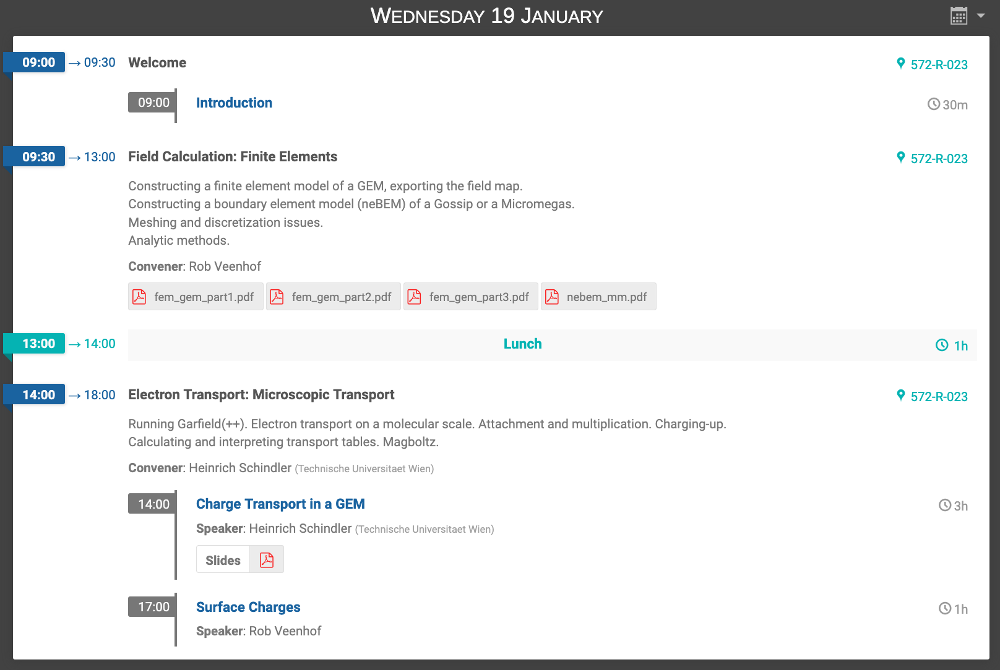 WEDNESDAY 19 JANUARY
09:00 → 09:30 Welcome 572-R-023
09:00 Introduction 30m
09:30 → 13:00 Field Calculation: Finite Elements 572-R-023
Constructing a finite element model of a GEM, exporting the field map.
Constructing a boundary element model (neBEM) of a Gossip or a Micromegas.
Meshing and discretization issues.
Analytic methods.
Convener: Rob Veenhof
fem_gem_part1.pdf fem_gem_part2.pdf fem_gem_part3.pdf nebem_mm.pdf
13:00 → 14:00 Lunch 1h
14:00 → 18:00 Electron Transport: Microscopic Transport 572-R-023
Running Garfield(++). Electron transport on a molecular scale. Attachment and multiplication. Charging-up.
Calculating and interpreting transport tables. Magboltz.
Convener: Heinrich Schindler (Technische Universitaet Wien)
14:00 Charge Transport in a GEM 3h
Speaker: Heinrich Schindler (Technische Universitaet Wien)
Slides
17:00 Surface Charges 1h
Speaker: Rob Veenhof